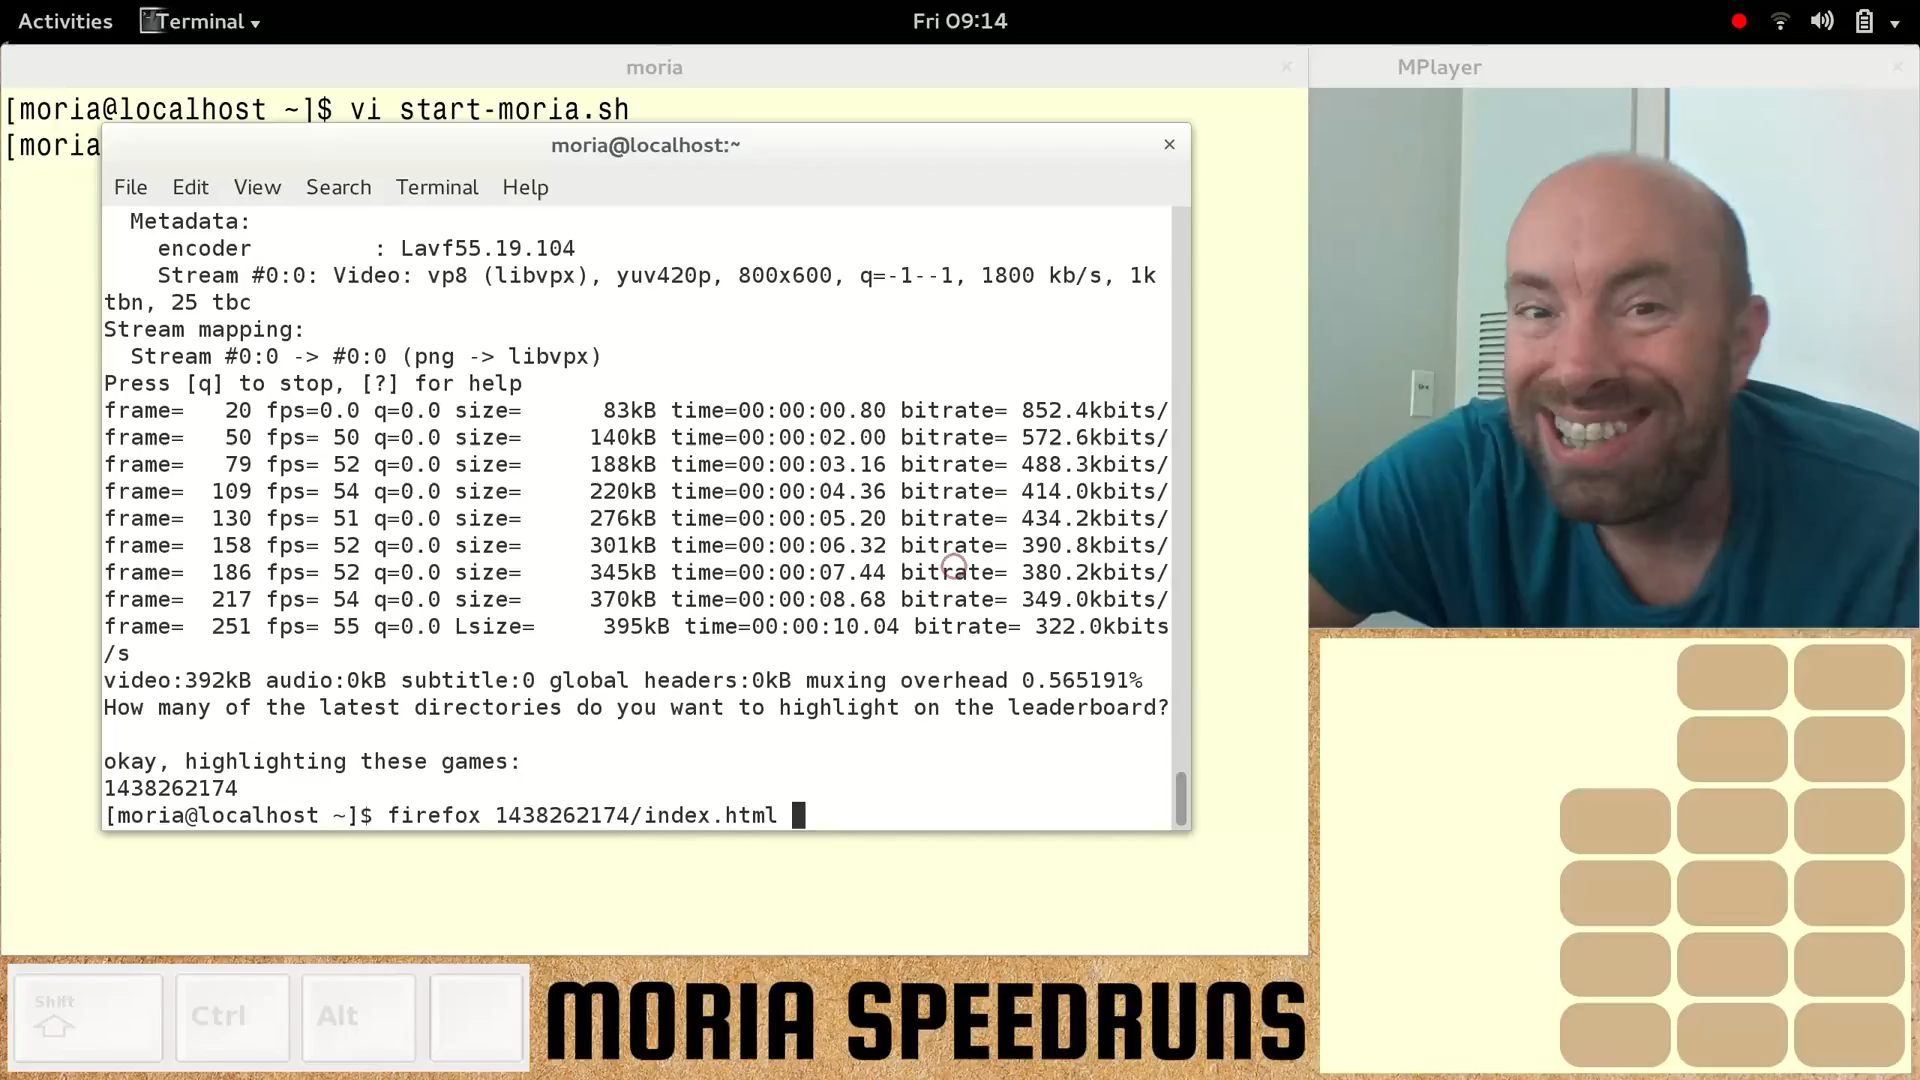 Activities
Terminal
Fri 09:14
moria
MPlayer
[moria@localhost ~]$ vi start-moria.sh
[moria
moria@localhost:~
File Edit View Search Terminal Help
Metadata:
encoder : Lavf55.19.104
Stream #0:0: Video: vp8 (libvpx), yuv420p, 800x600, q=-1--1, 1800 kb/s, 1k
tbn, 25 tbc
Stream mapping:
Stream #0:0 -> #0:0 (png -> libvpx)
Press [q] to stop, [?] for help
frame= 20 fps=0.0 q=0.0 size= 83kB time=00:00:00.80 bitrate= 852.4kbits/
frame= 50 fps= 50 q=0.0 size= 140kB time=00:00:02.00 bitrate= 572.6kbits/
frame= 79 fps= 52 q=0.0 size= 188kB time=00:00:03.16 bitrate= 488.3kbits/
frame= 109 fps= 54 q=0.0 size= 220kB time=00:00:04.36 bitrate= 414.0kbits/
frame= 130 fps= 51 q=0.0 size= 276kB time=00:00:05.20 bitrate= 434.2kbits/
frame= 158 fps= 52 q=0.0 size= 301kB time=00:00:06.32 bitrate= 390.8kbits/
frame= 186 fps= 52 q=0.0 size= 345kB time=00:00:07.44 bitrate= 380.2kbits/
frame= 217 fps= 54 q=0.0 size= 370kB time=00:00:08.68 bitrate= 349.0kbits/
frame= 251 fps= 55 q=0.0 Lsize= 395kB time=00:00:10.04 bitrate= 322.0kbits
/s
video:392kB audio:0kB subtitle:0 global headers:0kB muxing overhead 0.565191%
How many of the latest directories do you want to highlight on the leaderboard?
okay, highlighting these games:
1438262174
[moria@localhost ~]$ firefox 1438262174/index.html
Shift
Ctrl
Alt
MORIA SPEEDRUNS